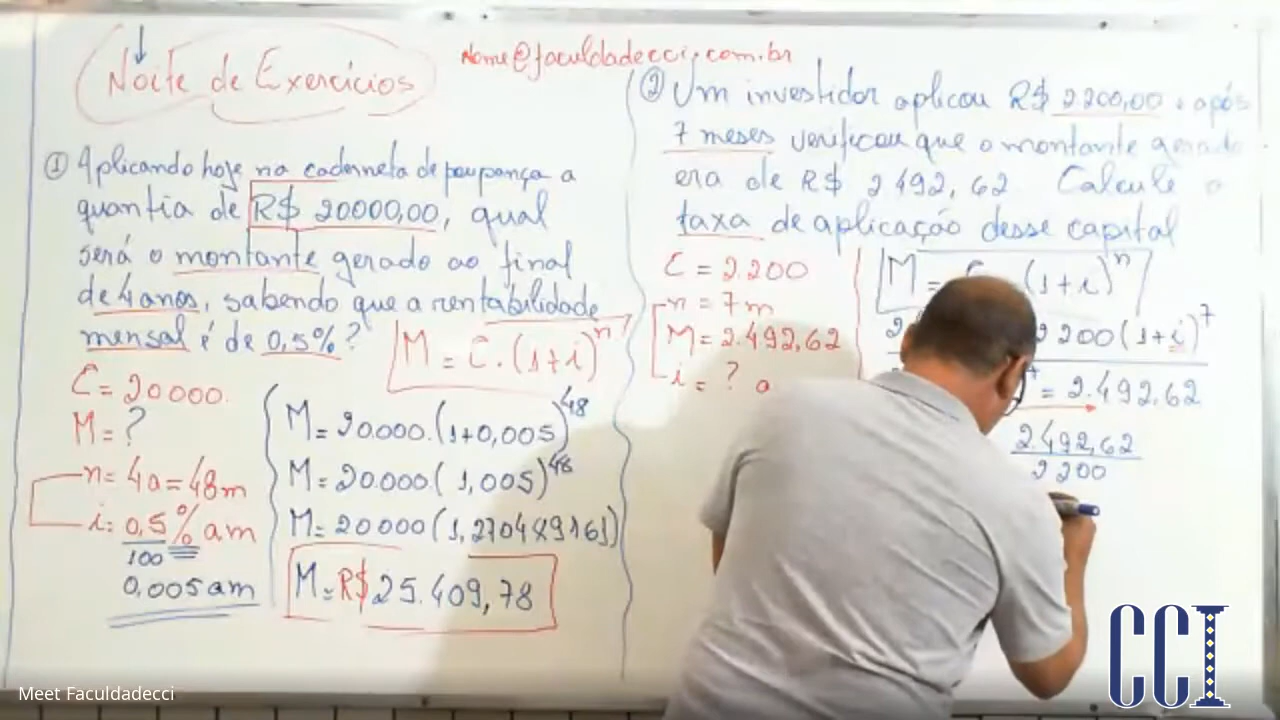 Noite de Exercícios
Nome@faculdadecci.com.br
① Aplicando hoje na caderneta de poupança a
quantia de R$ 20000,00, qual
será o montante gerado ao final
de 4 anos, sabendo que a rentabilidade
mensal é de 0,5%?
M = C.(1+i)^n
C = 20000.
M = ?
n = 4a = 48m
i = 0,5% am
100
0,005 am
M = 20.000.(1+0,005)^48
M = 20.000.(1,005)^48
M = 20000(1,270489161)
M = R$ 25.409,78
② Um investidor aplicou R$ 2.200,00 e após
7 meses verificou que o montante gerado
era de R$ 2492,62. Calcule a
taxa de aplicação desse capital
C = 2.200
n = 7m
M = 2.492,62
i = ? a
M = C (1+i)^n
2 200(1+i)^7
= 2.492,62
2.492,62
2 200
CCI
Meet Faculdadecci